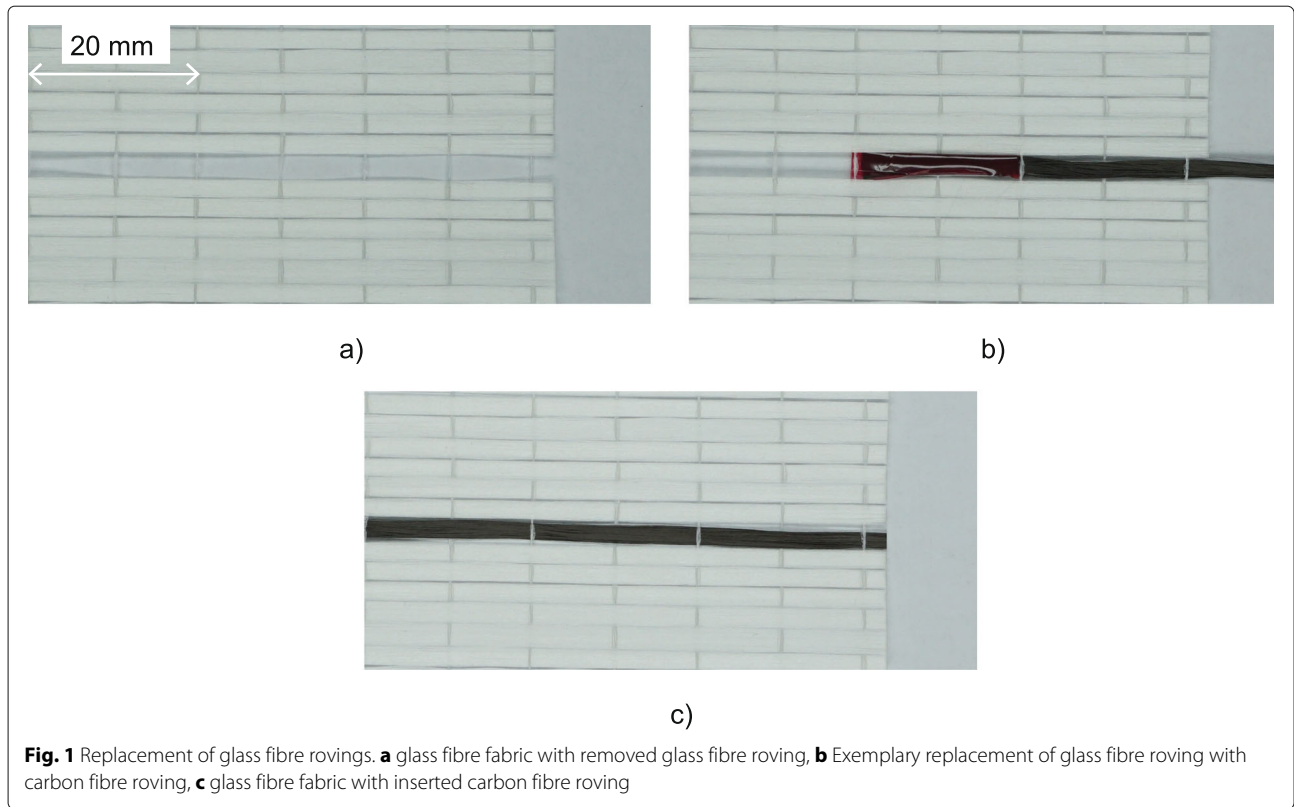 20 mm
a)
b)
c)
Fig. 1 Replacement of glass fibre rovings. a glass fibre fabric with removed glass fibre roving, b Exemplary replacement of glass fibre roving with
carbon fibre roving, c glass fibre fabric with inserted carbon fibre roving